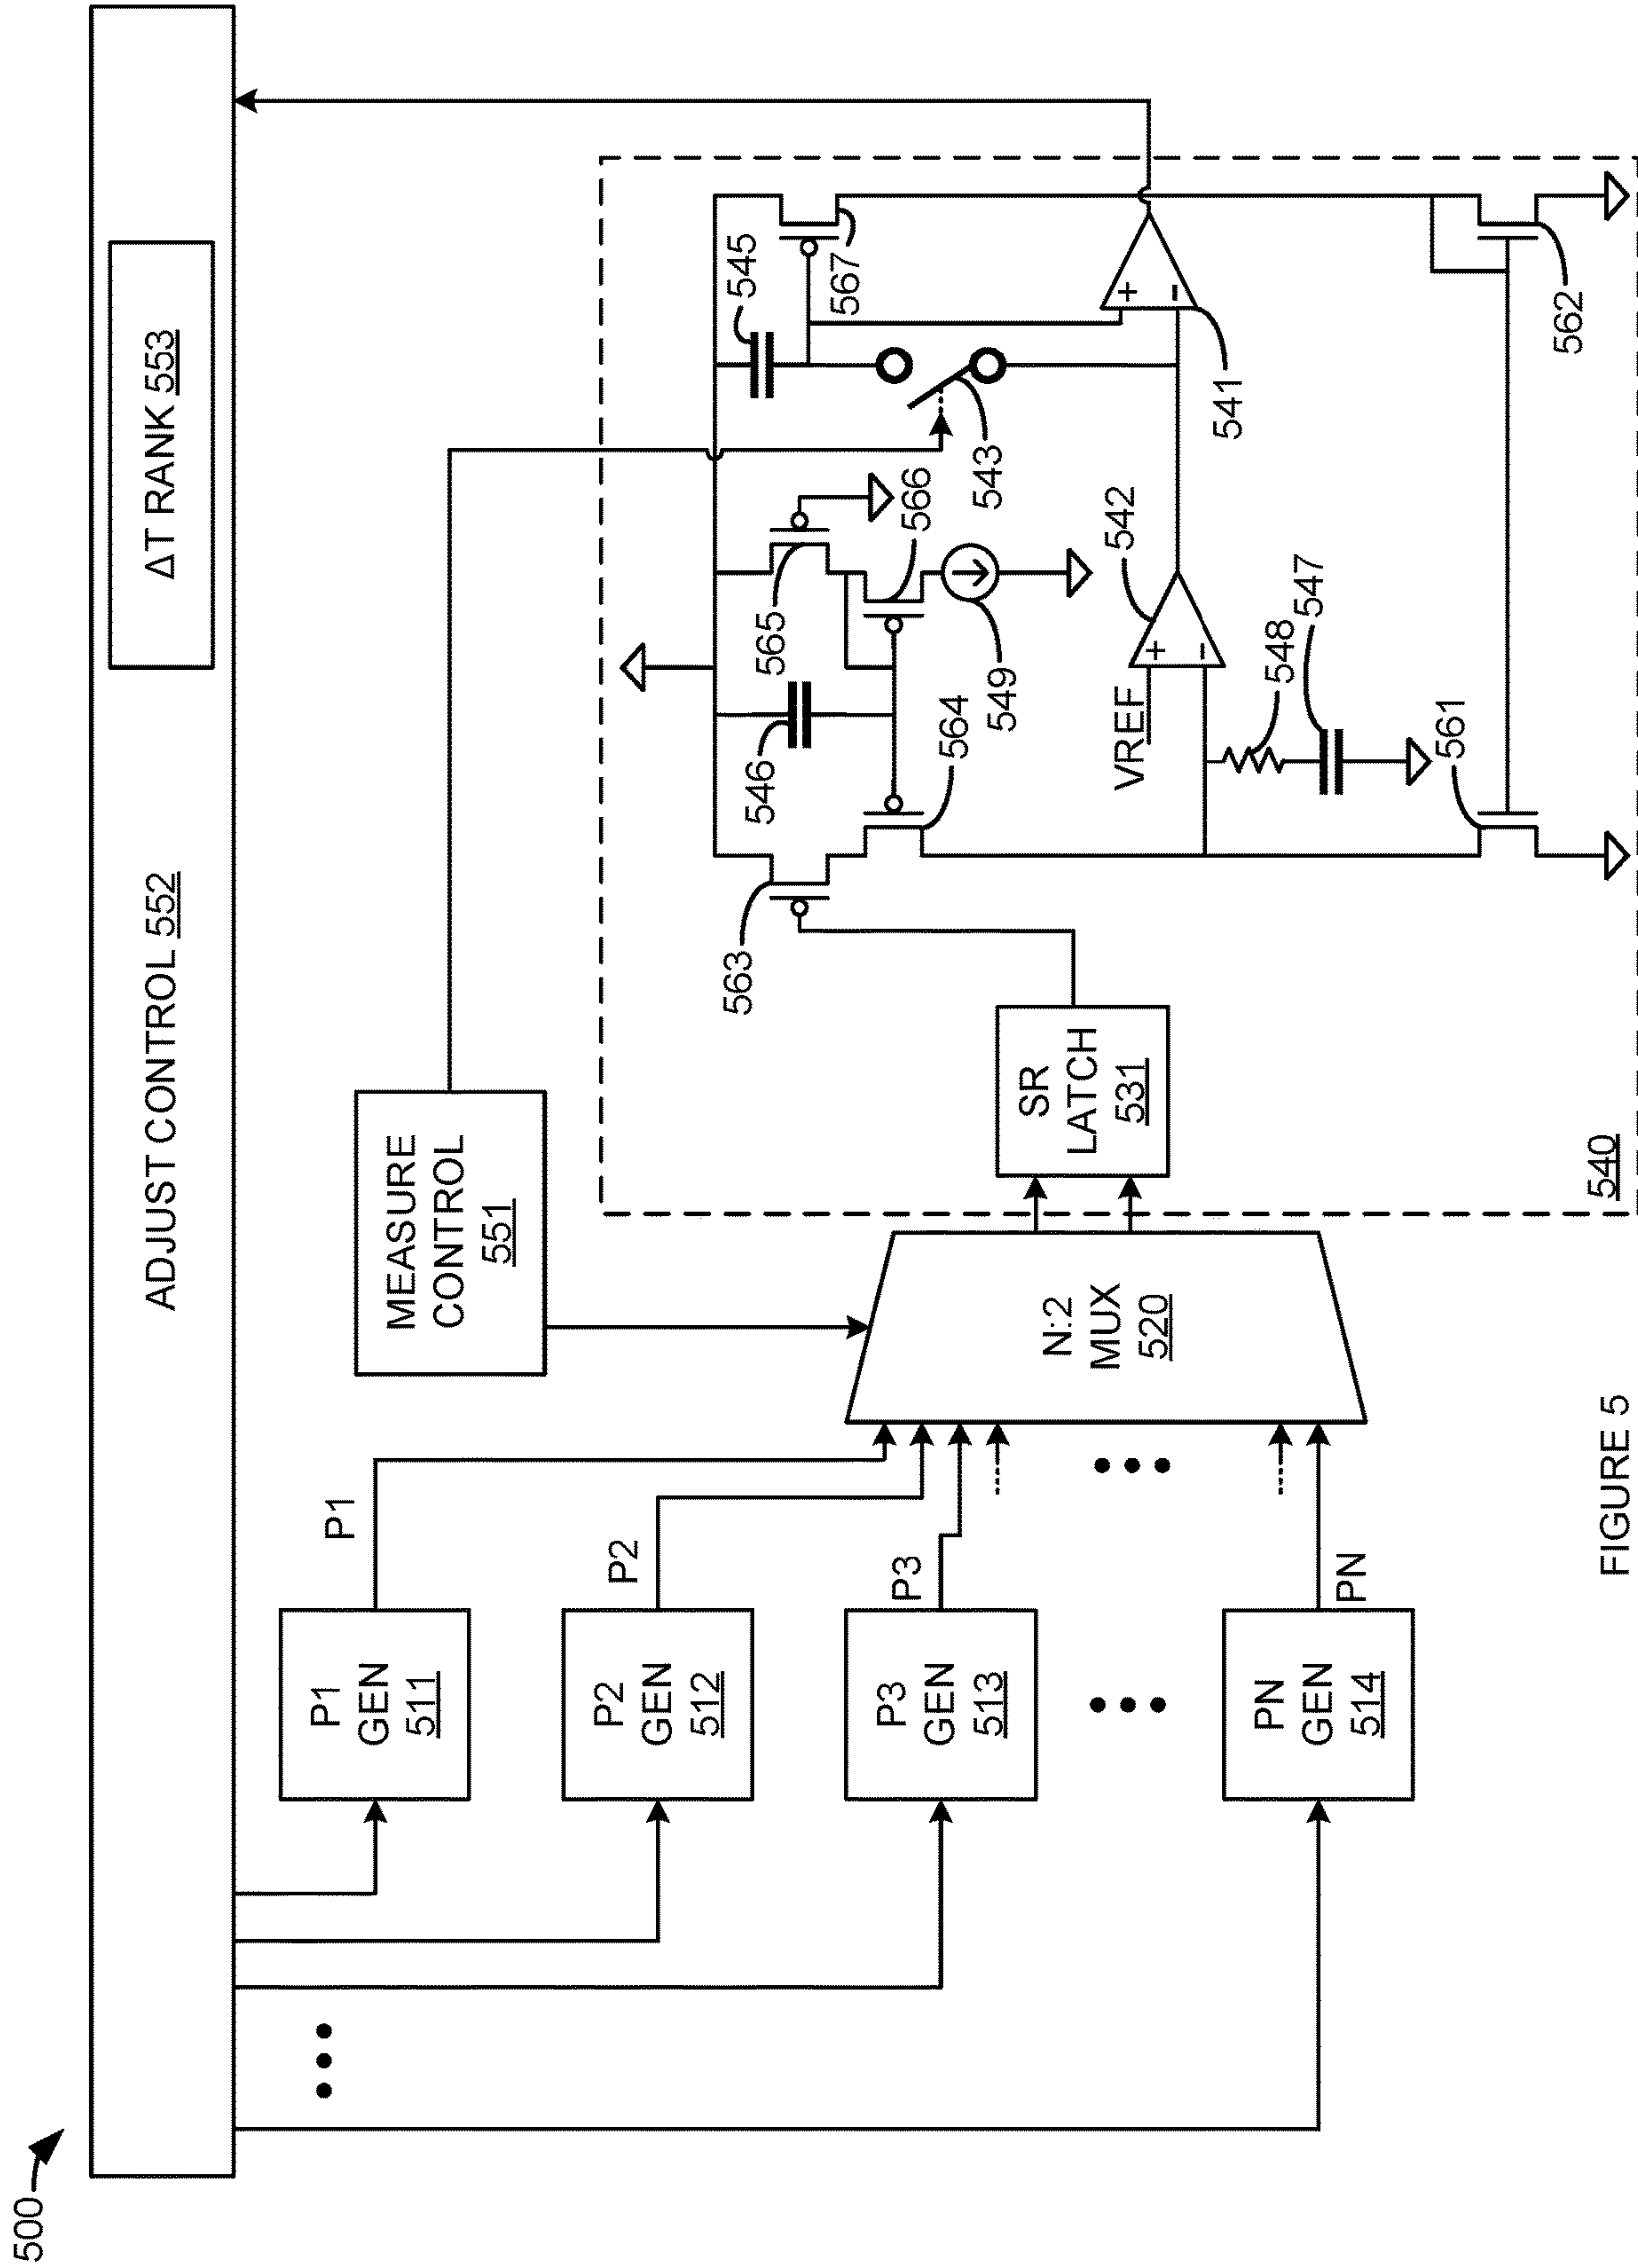 500
ADJUST CONTROL 552
ΔT RANK 553
P1
GEN
511
P1
P2
GEN
512
P2
P3
GEN
513
P3
PN
GEN
514
PN
MEASURE
CONTROL
551
N:2
MUX
520
SR
LATCH
531
540
563
546
565
566
564
549
543
545
567
VREF
+
-
542
+
-
541
548
547
561
562
FIGURE 5